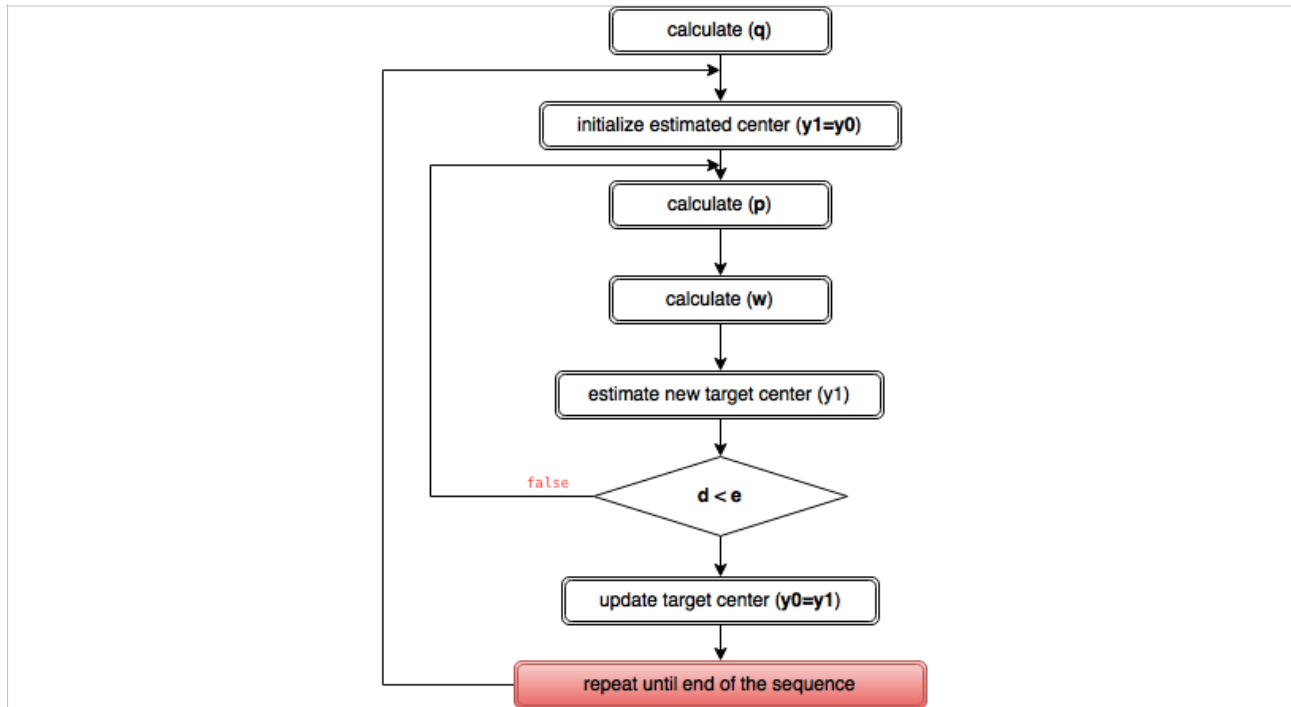 calculate (q)
initialize estimated center (y1=y0)
calculate (p)
calculate (w)
estimate new target center (y1)
false
d < e
update target center (y0=y1)
repeat until end of the sequence